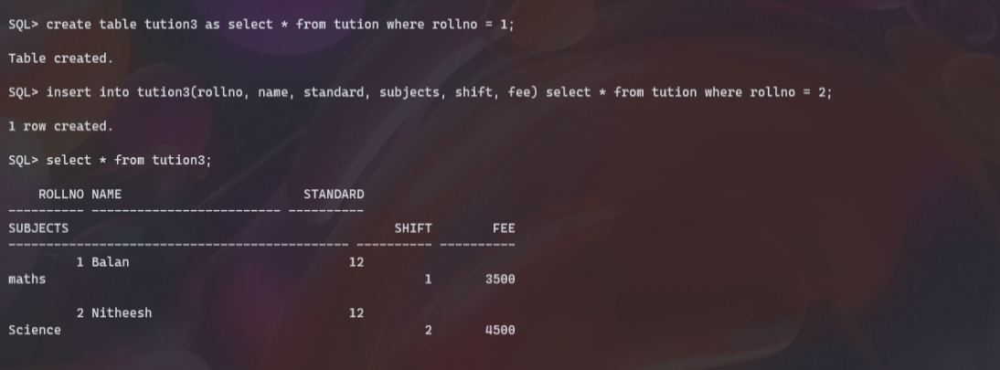 SQL> create table tution3 as select * from tution where rollno = 1;
Table created.
SQL> insert into tution3(rollno, name, standard, subjects, shift, fee) select * from tution where rollno = 2;
1 row created.
SQL> select * from tution3;
    ROLLNO NAME                        STANDARD
---------- ------------------------- ----------
SUBJECTS                                           SHIFT        FEE
--------------------------------------------- ---------- ----------
         1 Balan                             12
maths                                                  1       3500
         2 Nitheesh                          12
Science                                                2       4500